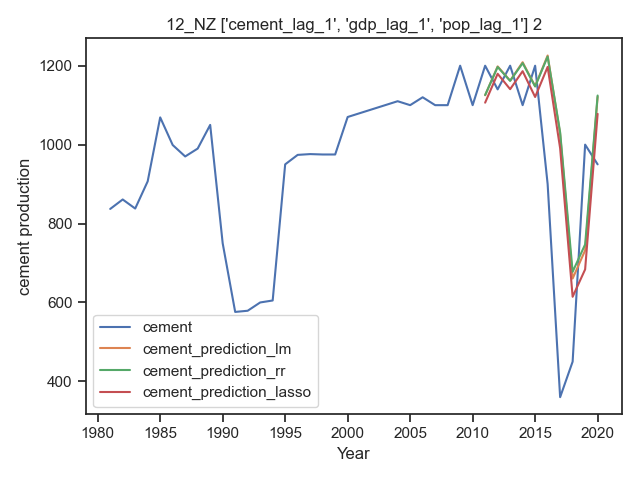 12_NZ ['cement_lag_1', 'gdp_lag_1', 'pop_lag_1'] 2
1200
1000
800
600
400
cement production
cement
cement_prediction_lm
cement_prediction_rr
cement_prediction_lasso
1980 1985 1990 1995 2000 2005 2010 2015 2020
Year